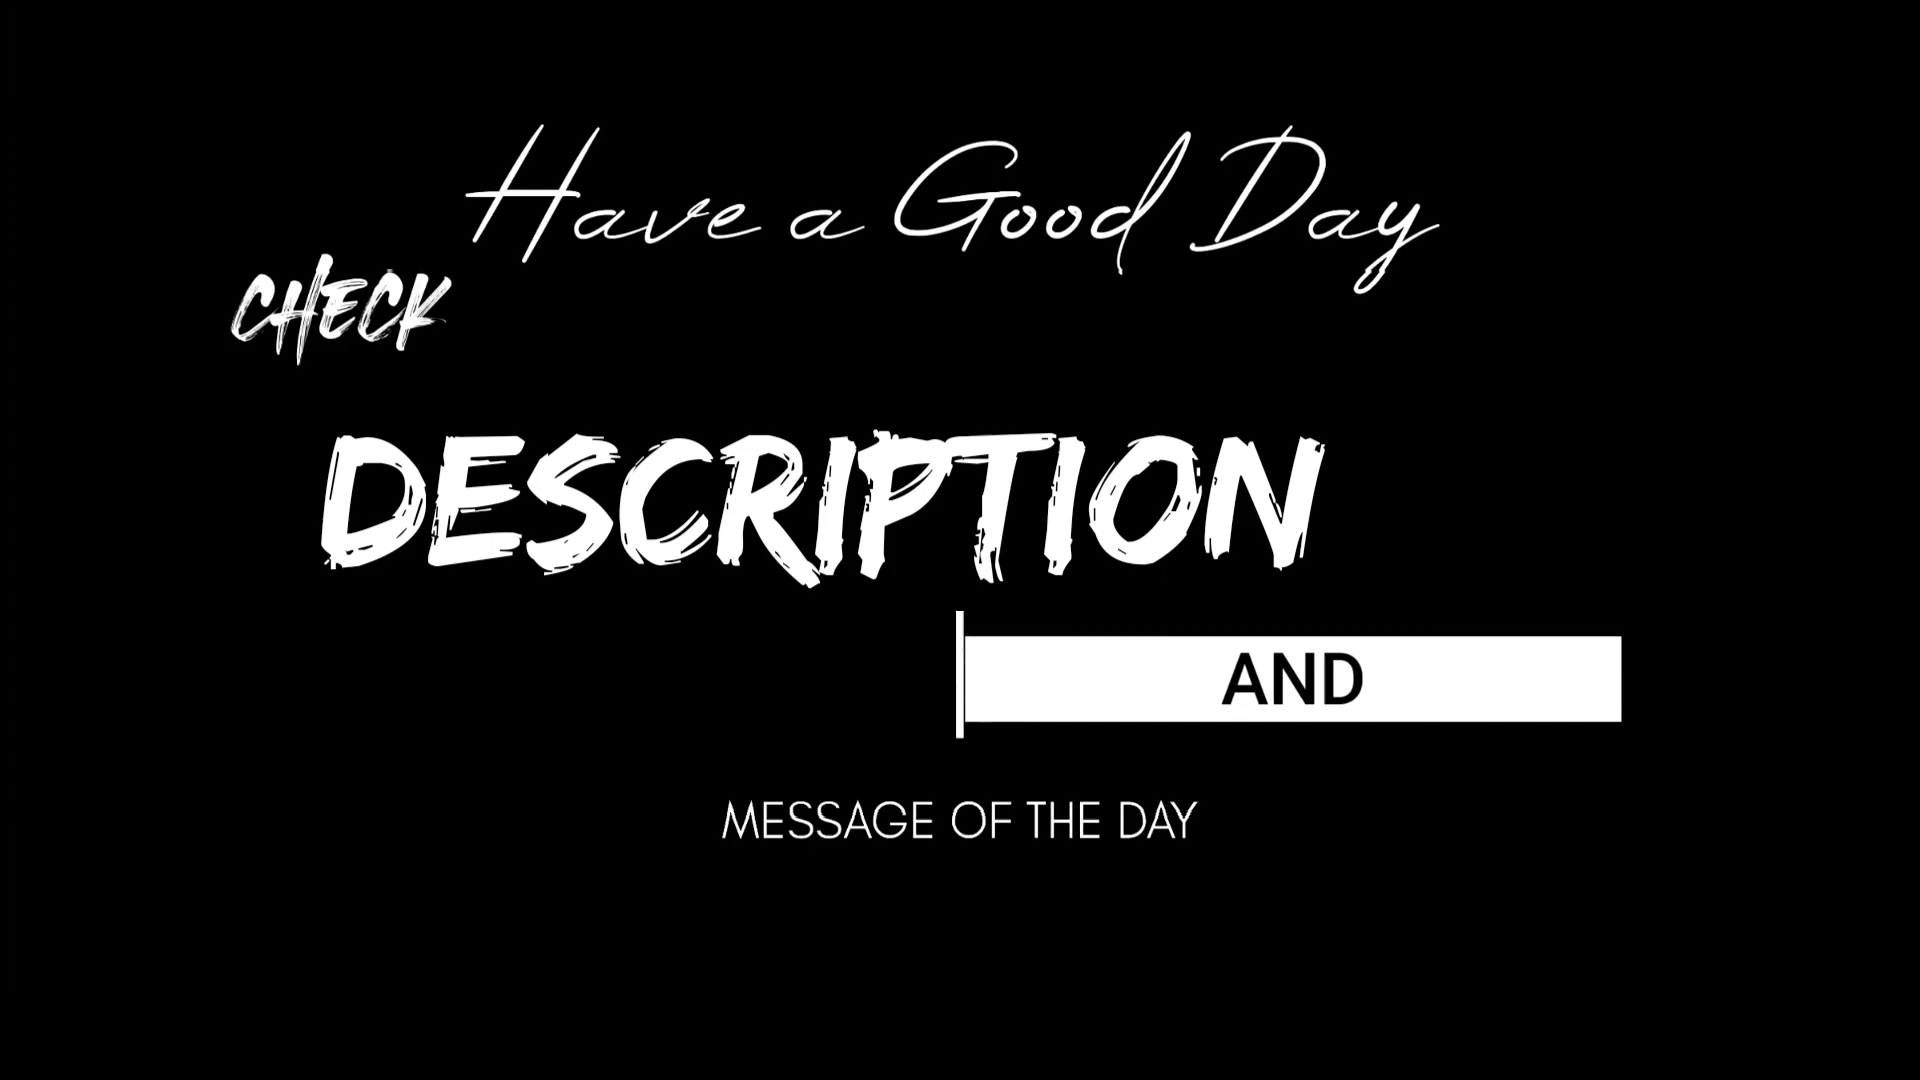 Have a Good Day
CHECK
DESCRIPTION
AND
MESSAGE OF THE DAY